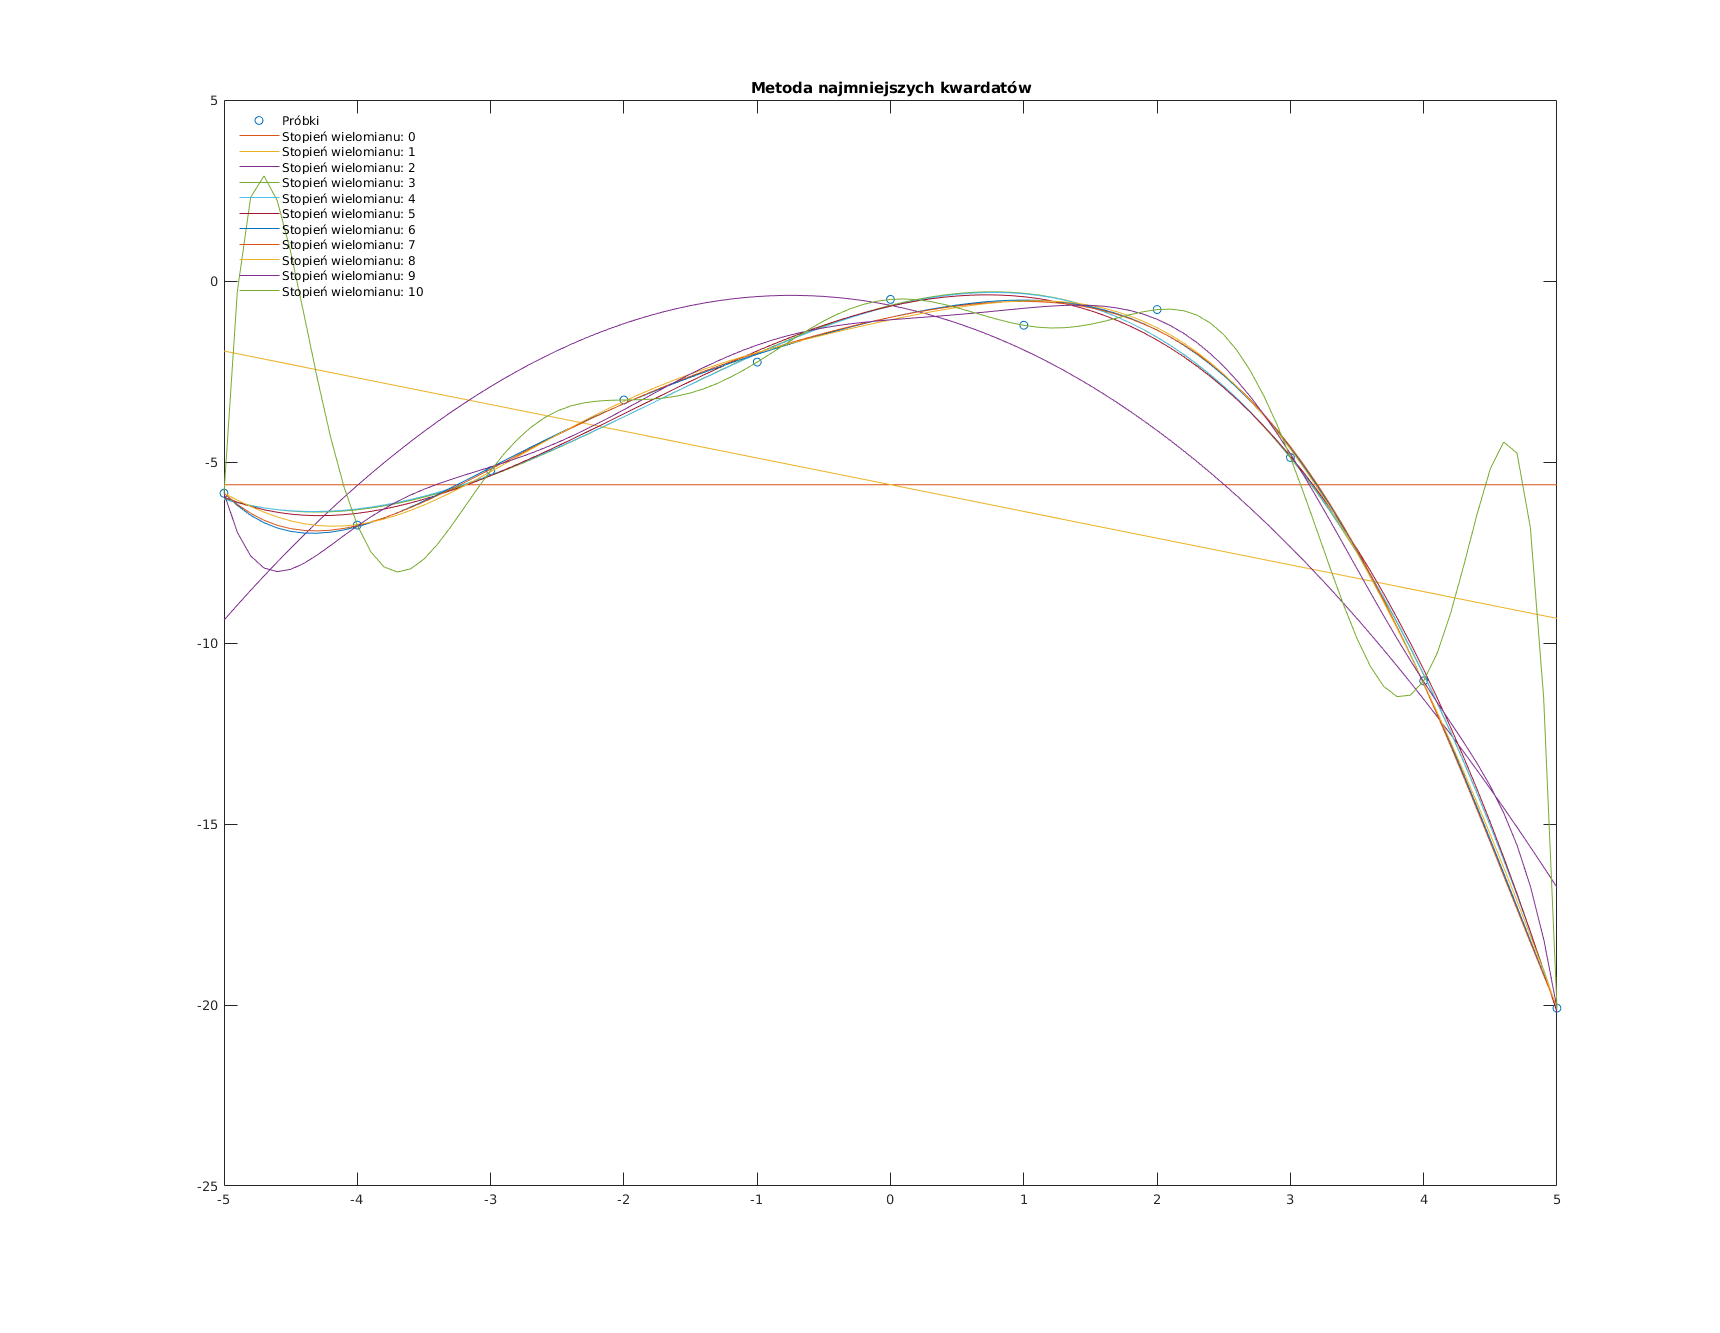 Metoda najmniejszych kwardatów
Próbki
Stopień wielomianu: 0
Stopień wielomianu: 1
Stopień wielomianu: 2
Stopień wielomianu: 3
Stopień wielomianu: 4
Stopień wielomianu: 5
Stopień wielomianu: 6
Stopień wielomianu: 7
Stopień wielomianu: 8
Stopień wielomianu: 9
Stopień wielomianu: 10
5
0
-5
-10
-15
-20
-25
-5 -4 -3 -2 -1 0 1 2 3 4 5